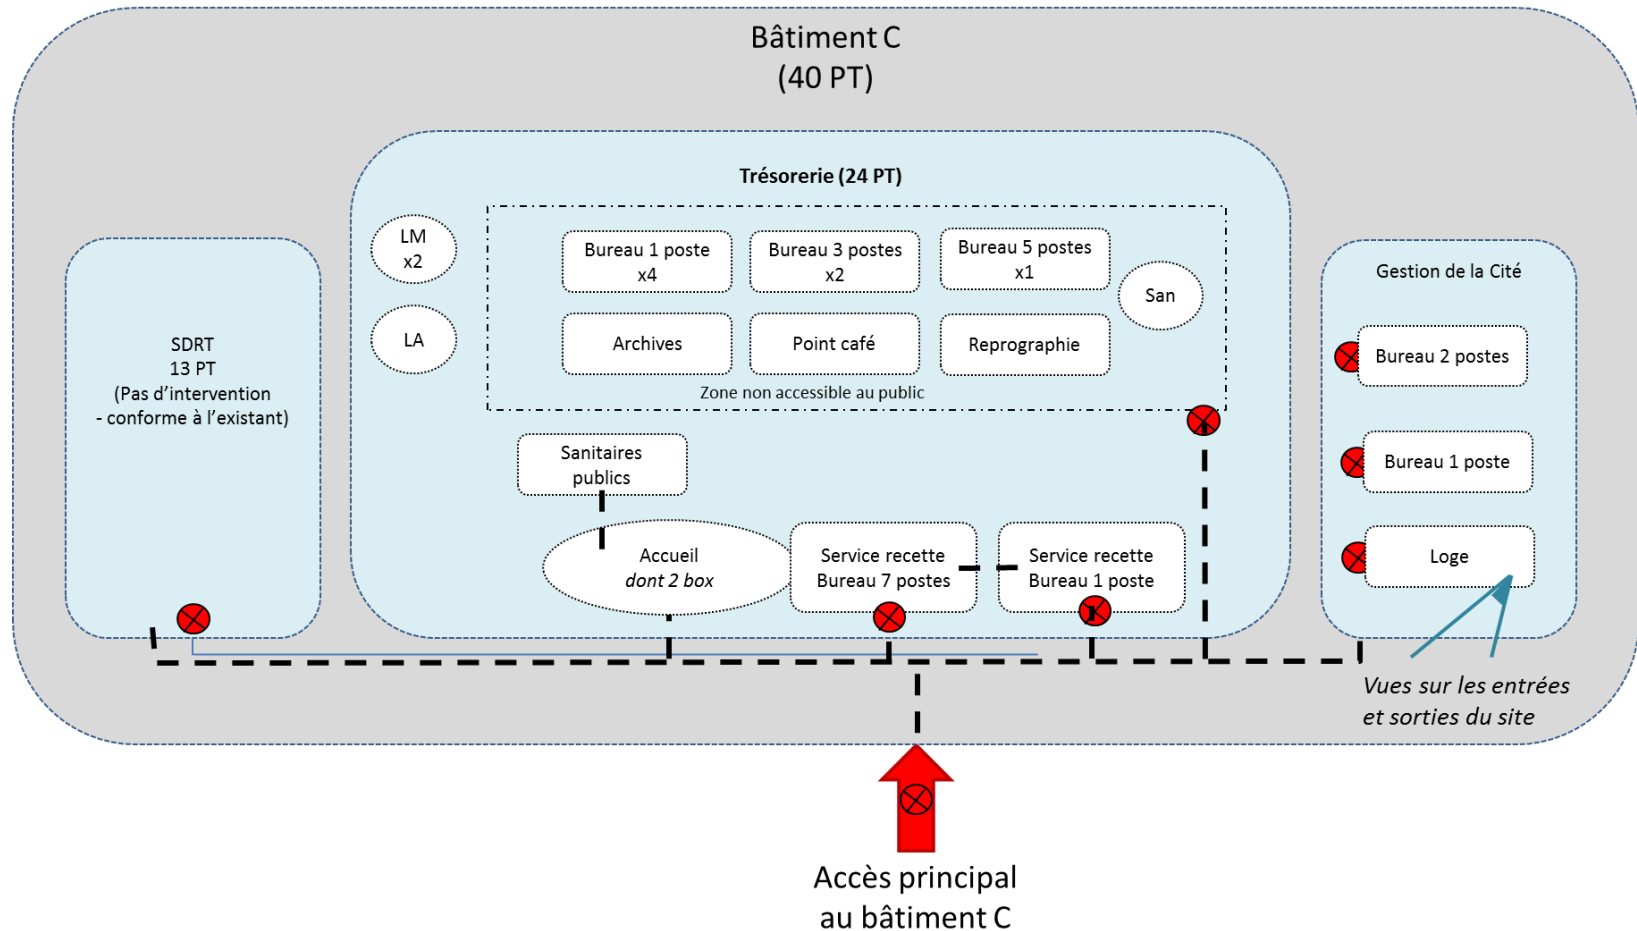 Bâtiment C
(40 PT)
Trésorerie (24 PT)
LM
x2
LA
Bureau 1 poste
x4
Bureau 3 postes
x2
Bureau 5 postes
x1
San
Archives
Point café
Reprographie
Zone non accessible au public
SDRT
13 PT
(Pas d’intervention
- conforme à l’existant)
Sanitaires
publics
Accueil
dont 2 box
Service recette
Bureau 7 postes
Service recette
Bureau 1 poste
Gestion de la Cité
Bureau 2 postes
Bureau 1 poste
Loge
Vues sur les entrées
et sorties du site
Accès principal
au bâtiment C